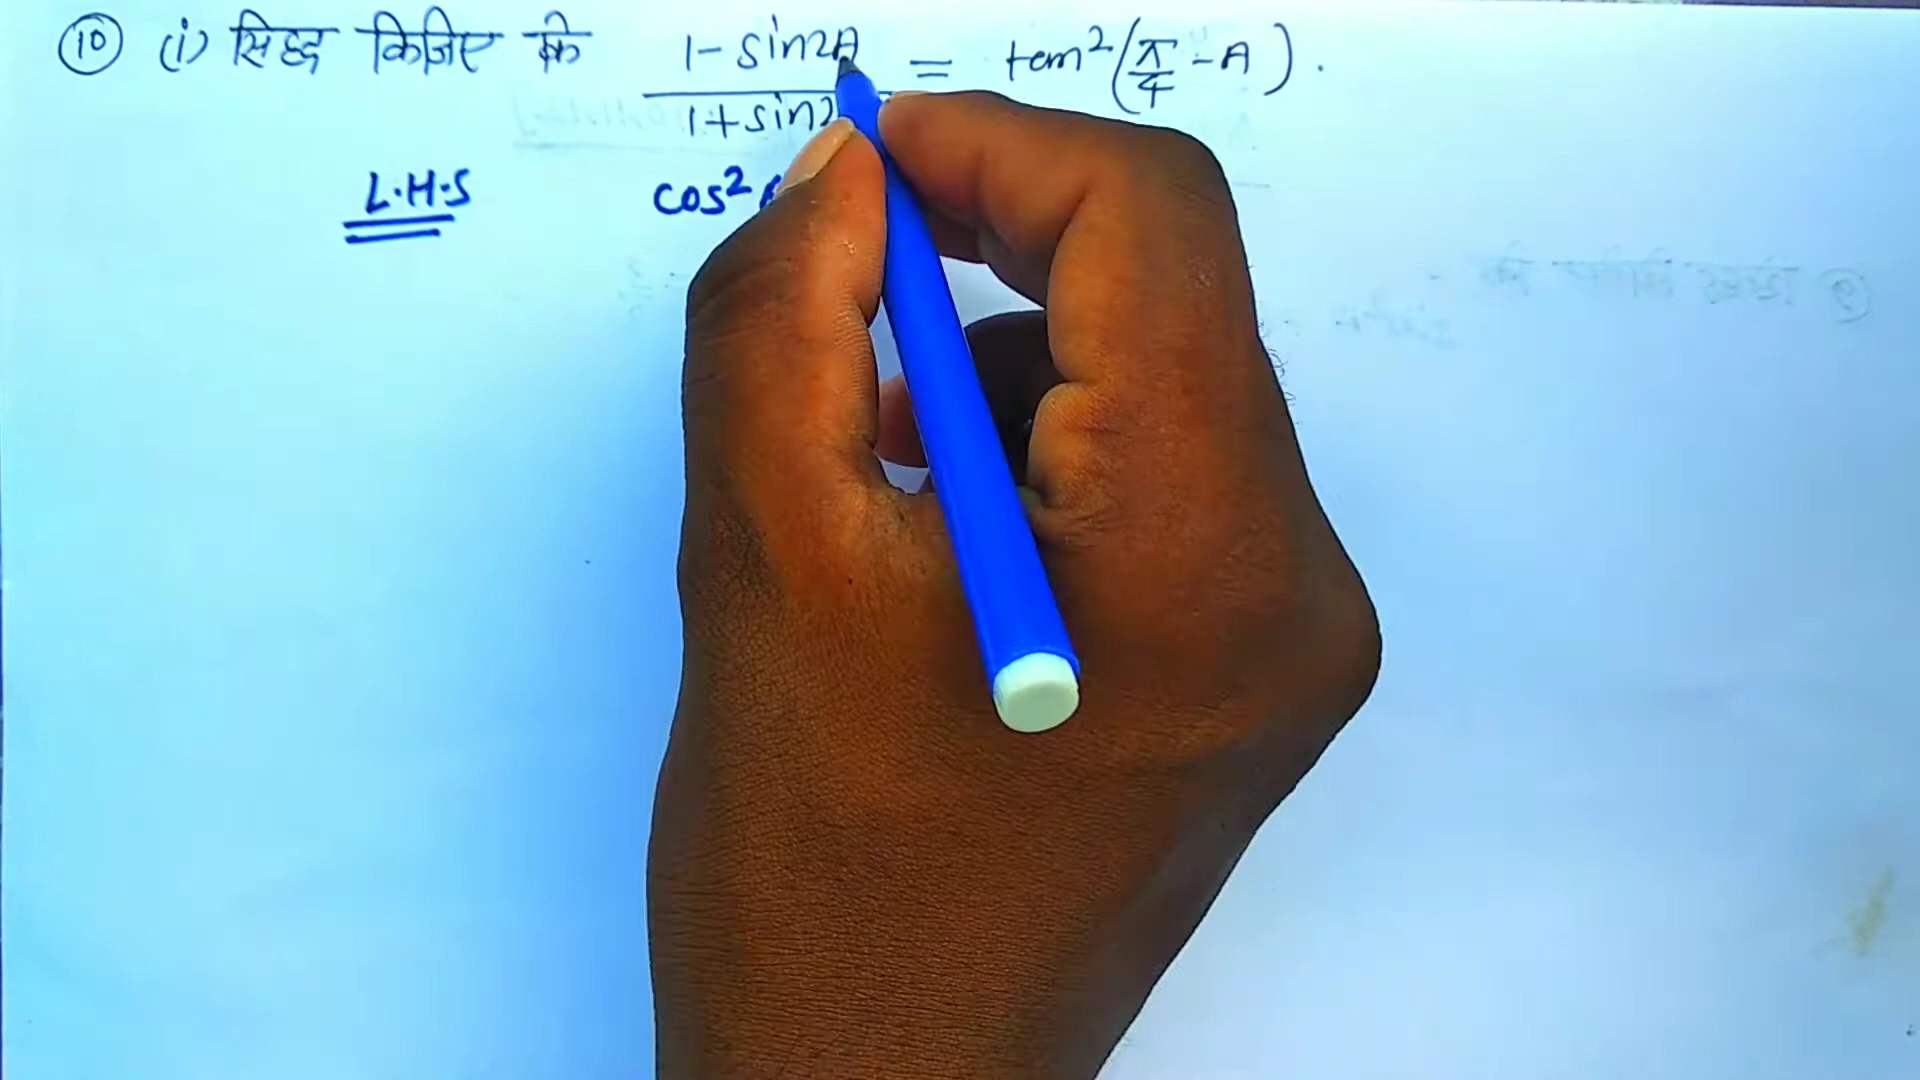 10 (i) सिद्द किजिए कि 1-sin2A = tan²(π/4 - A).
1+sin2
L.H.S cos²